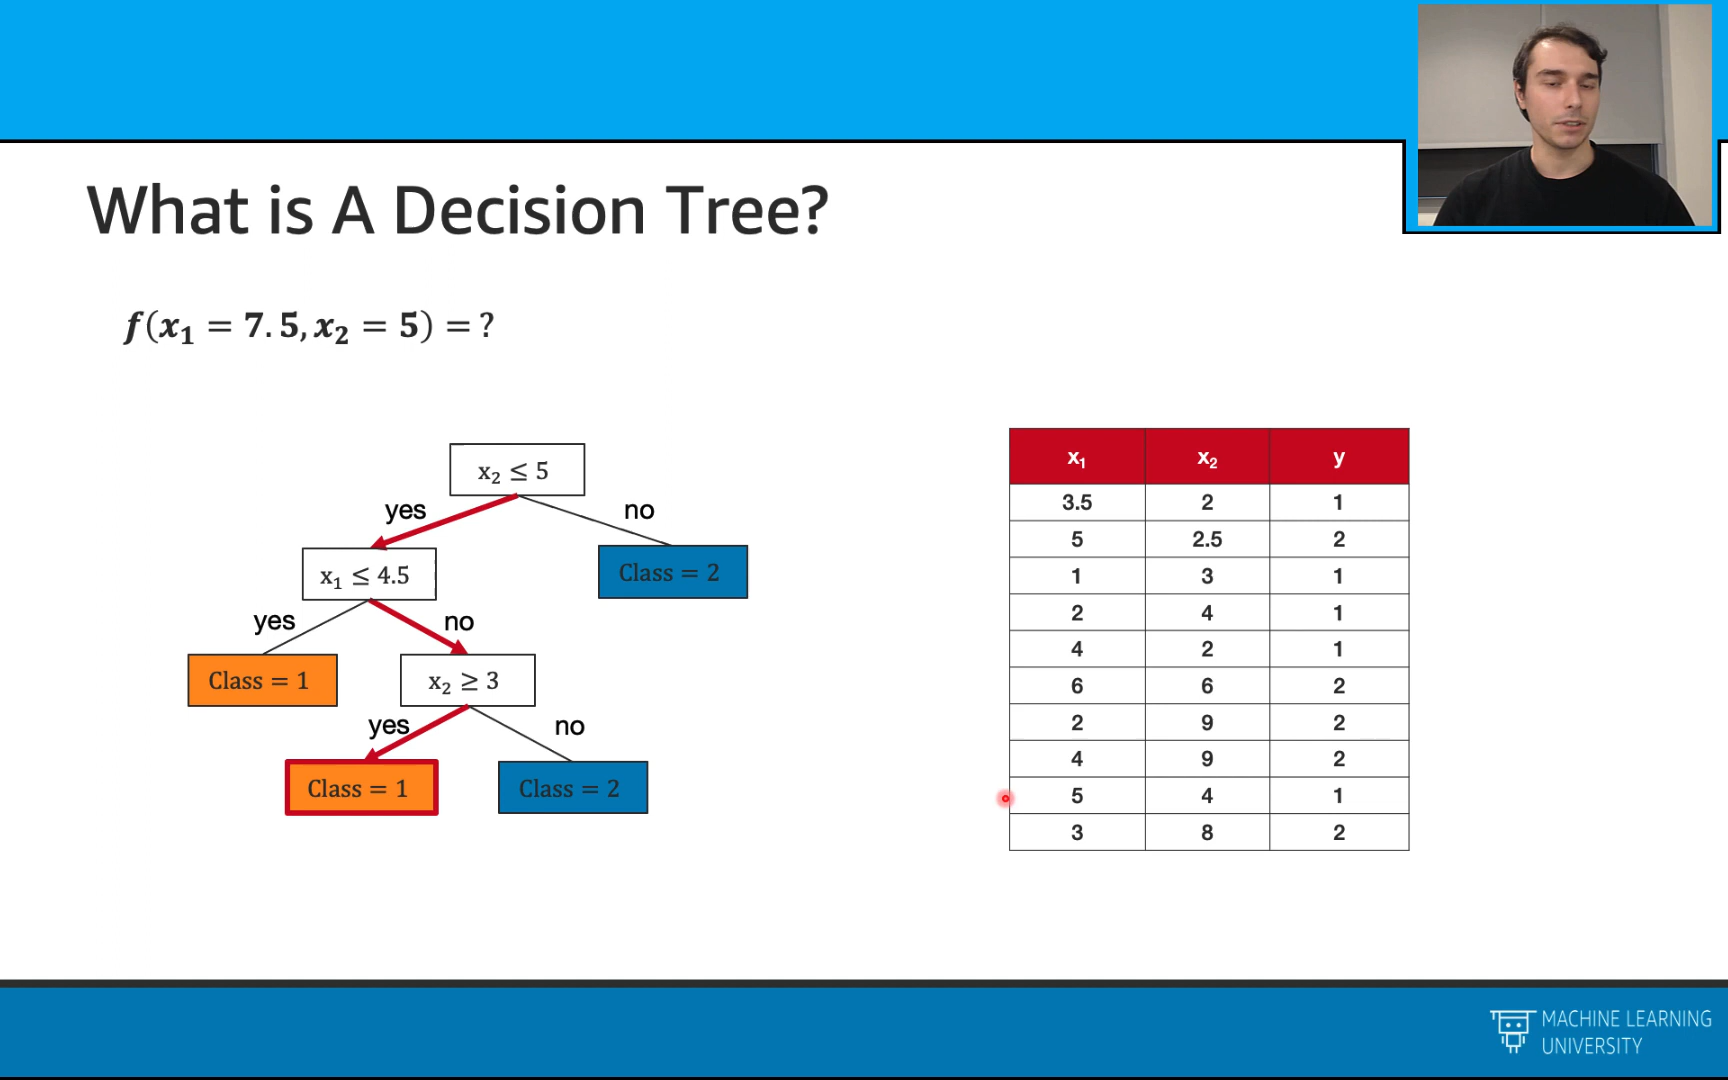 What is A Decision Tree?
f(x₁ = 7.5, x₂ = 5) = ?
x₂ ≤ 5
yes
no
x₁ ≤ 4.5
Class = 2
yes
no
Class = 1
x₂ ≥ 3
yes
no
Class = 1
Class = 2
x₁ x₂ y
3.5 2 1
5 2.5 2
1 3 1
2 4 1
4 2 1
6 6 2
2 9 2
4 9 2
5 4 1
3 8 2
MACHINE LEARNING
UNIVERSITY